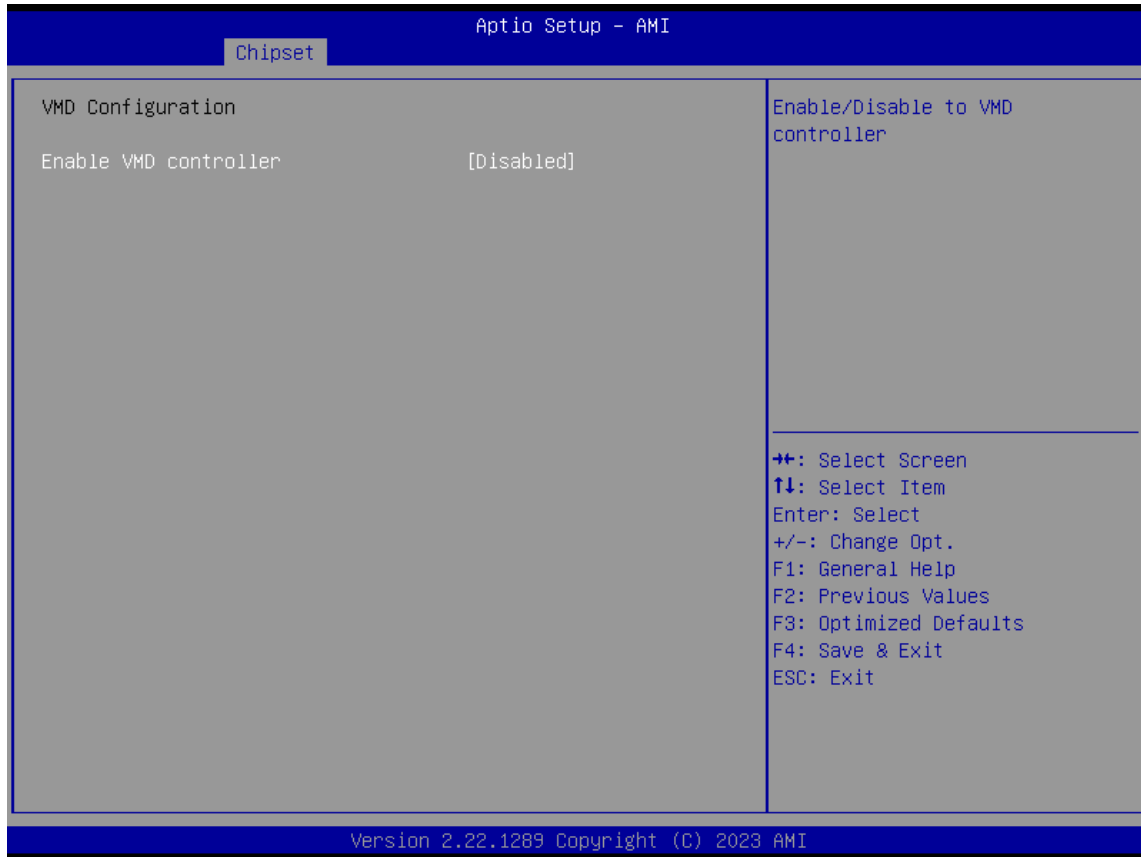 Aptio Setup – AMI
Chipset
VMD Configuration
Enable VMD controller [Disabled]
Enable/Disable to VMD
controller
→←: Select Screen
↑↓: Select Item
Enter: Select
+/-: Change Opt.
F1: General Help
F2: Previous Values
F3: Optimized Defaults
F4: Save & Exit
ESC: Exit
Version 2.22.1289 Copyright (C) 2023 AMI